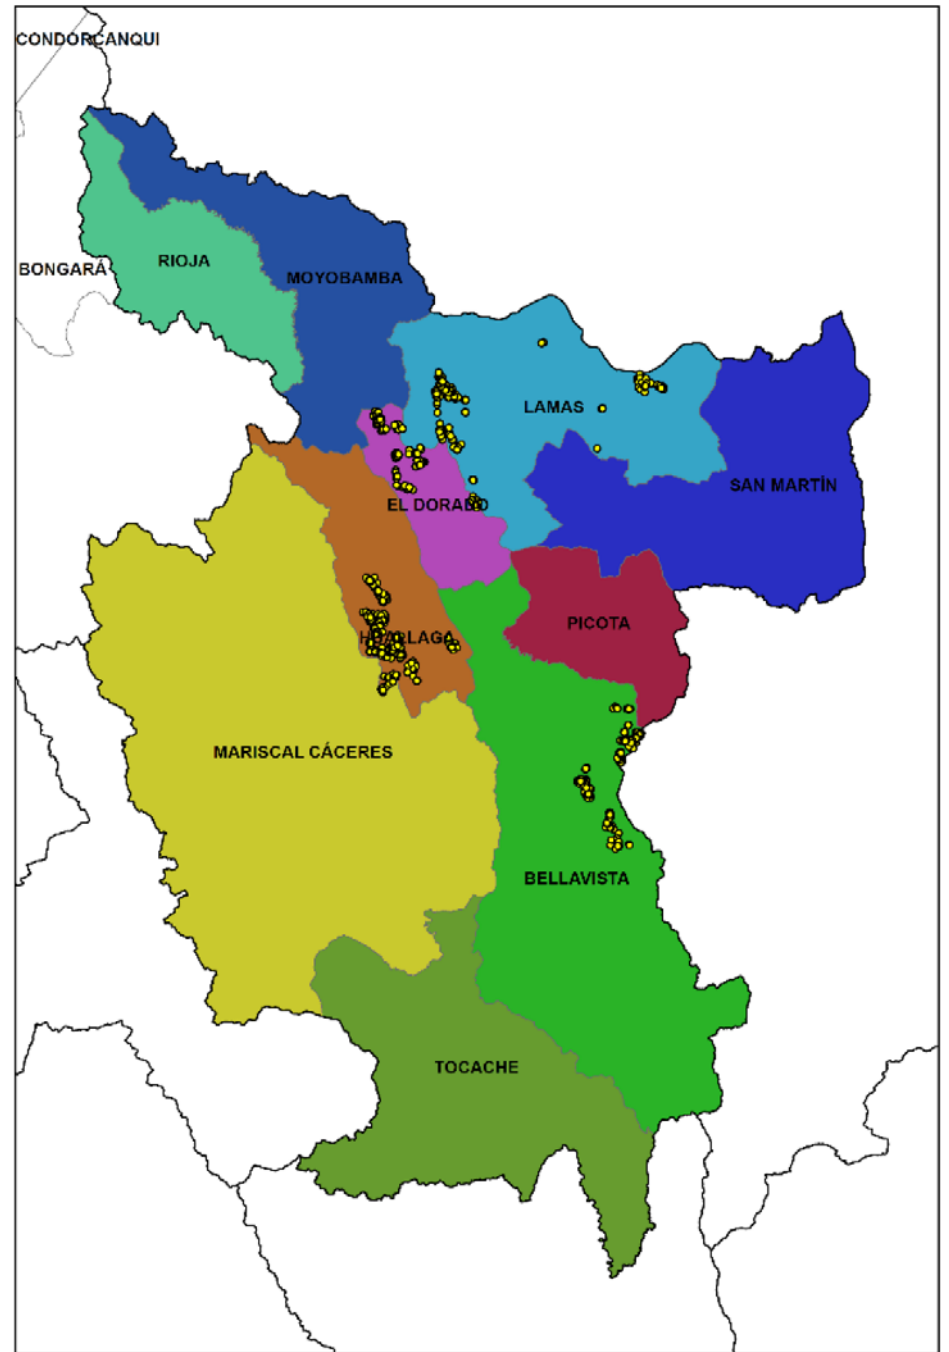 CONDORCANQUI
BONGARÁ
RIOJA
MOYOBAMBA
LAMAS
SAN MARTÍN
EL DORADO
PICOTA
HUALLAGA
MARISCAL CÁCERES
BELLAVISTA
TOCACHE